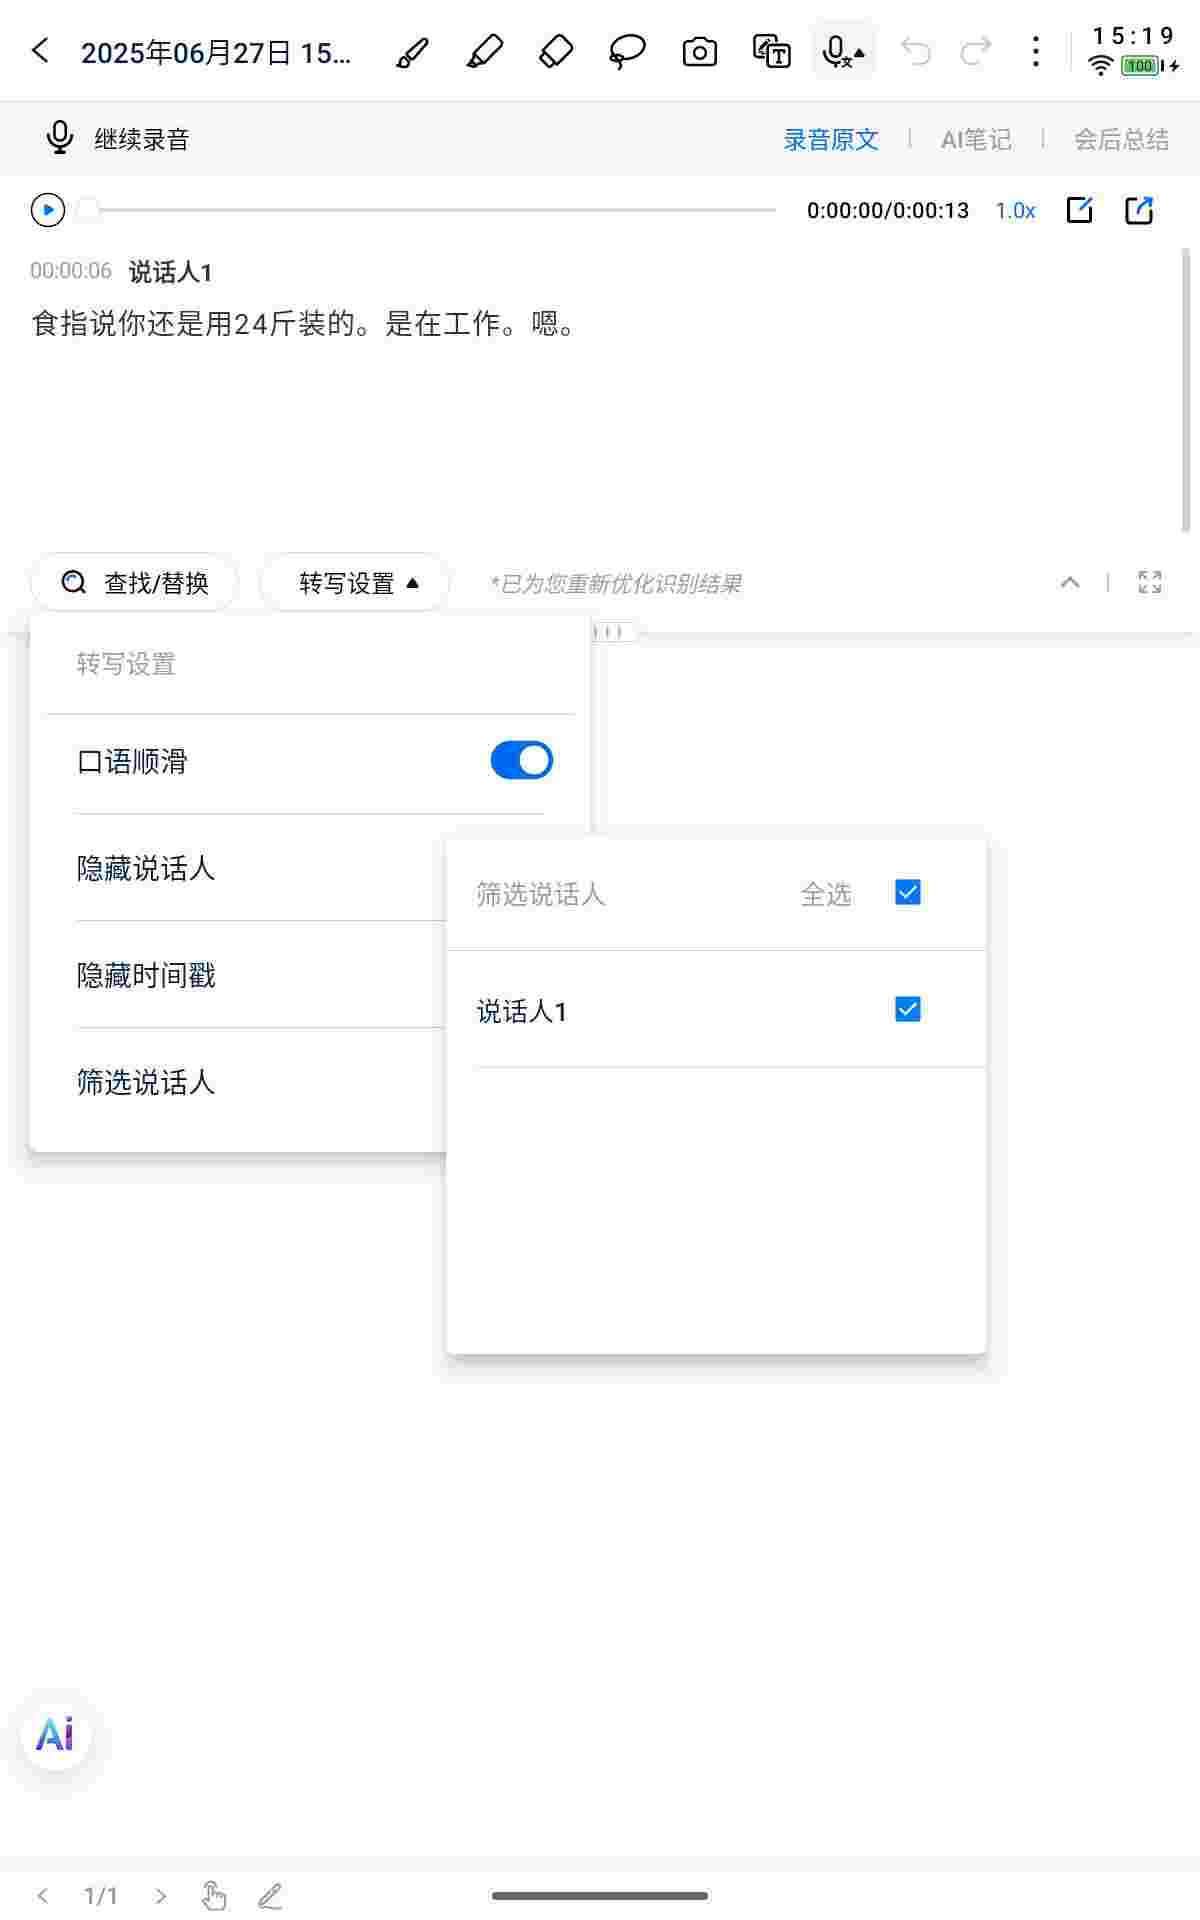 2025年06月27日 15...
15:19
100
继续录音
录音原文
AI笔记
会后总结
0:00:00/0:00:13
1.0x
00:00:06 说话人1
食指说你还是用24斤装的。是在工作。嗯。
查找/替换
转写设置
*已为您重新优化识别结果
转写设置
口语顺滑
隐藏说话人
隐藏时间戳
筛选说话人
筛选说话人 全选
说话人1
Ai
1/1